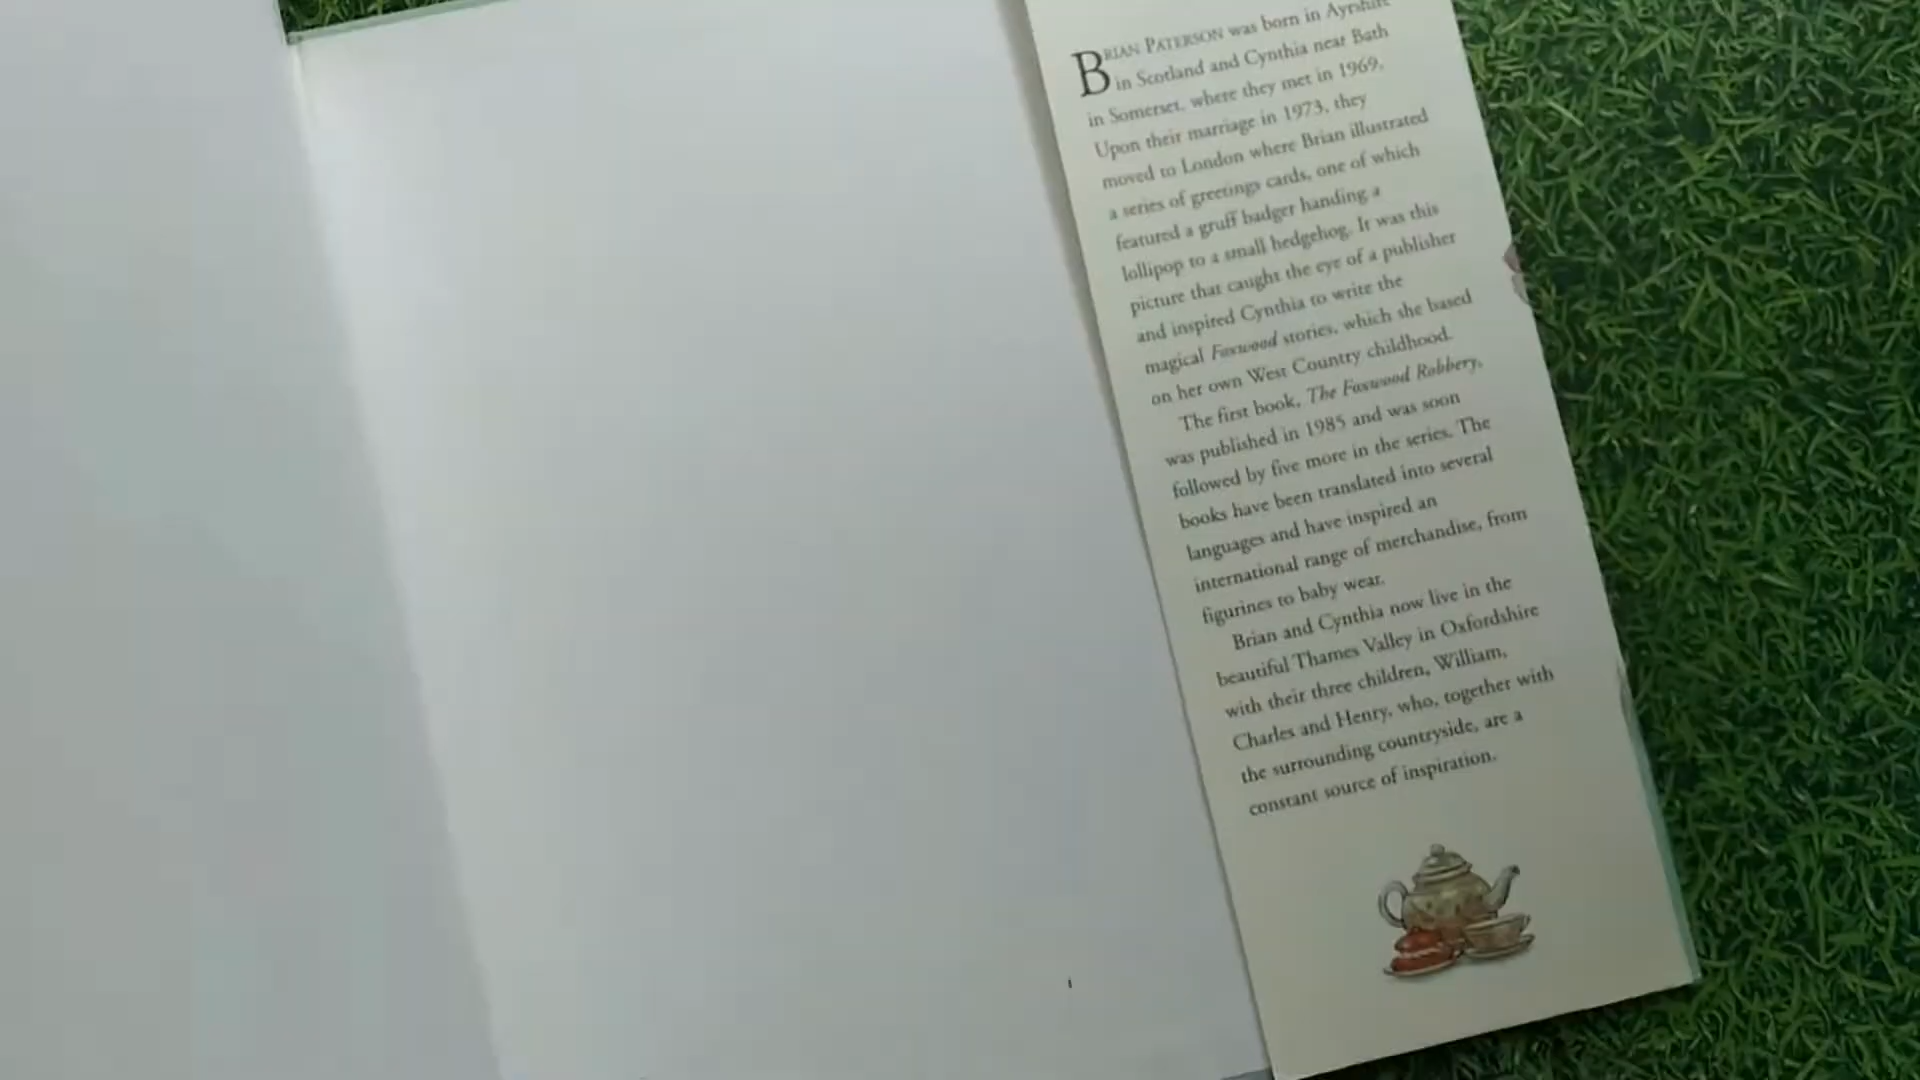 BRIAN PATERSON was born in Ayrshire
in Scotland and Cynthia near Bath
in Somerset, where they met in 1969.
Upon their marriage in 1973, they
moved to London where Brian illustrated
a series of greetings cards, one of which
featured a gruff badger handing a
lollipop to a small hedgehog. It was this
picture that caught the eye of a publisher
and inspired Cynthia to write the
magical Foxwood stories, which she based
on her own West Country childhood.
The first book, The Foxwood Robbery,
was published in 1985 and was soon
followed by five more in the series. The
books have been translated into several
languages and have inspired an
international range of merchandise, from
figurines to baby wear.
Brian and Cynthia now live in the
beautiful Thames Valley in Oxfordshire
with their three children, William,
Charles and Henry, who, together with
the surrounding countryside, are a
constant source of inspiration.